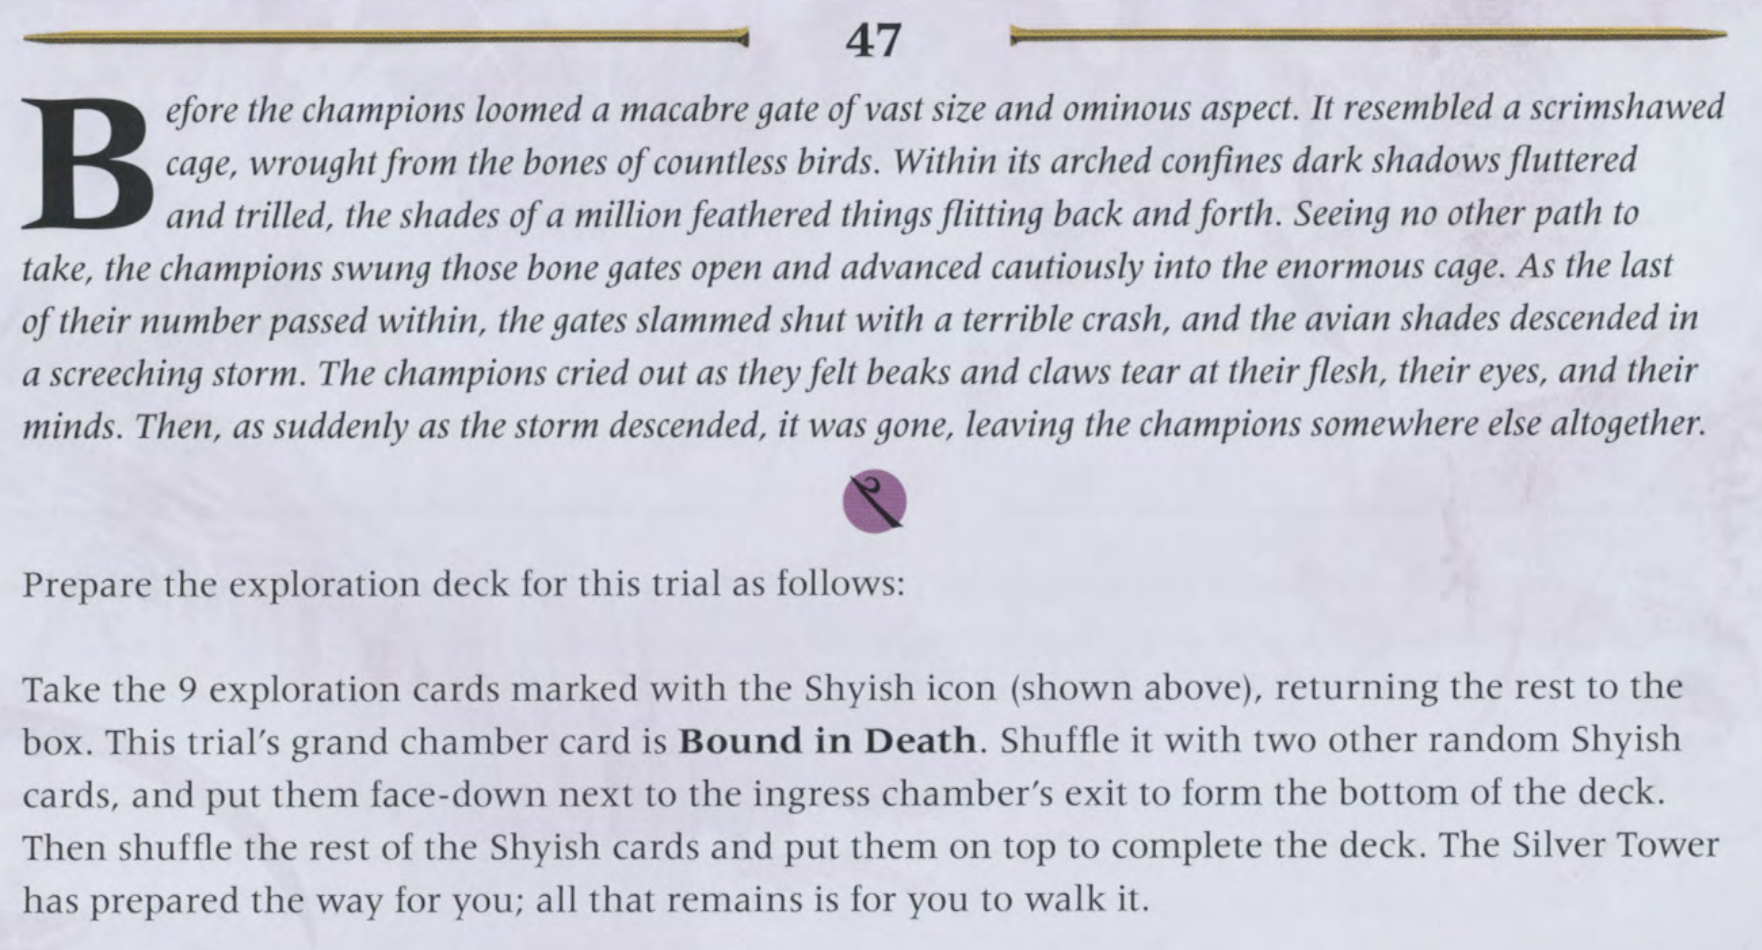 47
Before the champions loomed a macabre gate of vast size and ominous aspect. It resembled a scrimshawed
cage, wrought from the bones of countless birds. Within its arched confines dark shadows fluttered
and trilled, the shades of a million feathered things flitting back and forth. Seeing no other path to
take, the champions swung those bone gates open and advanced cautiously into the enormous cage. As the last
of their number passed within, the gates slammed shut with a terrible crash, and the avian shades descended in
a screeching storm. The champions cried out as they felt beaks and claws tear at their flesh, their eyes, and their
minds. Then, as suddenly as the storm descended, it was gone, leaving the champions somewhere else altogether.
Prepare the exploration deck for this trial as follows:
Take the 9 exploration cards marked with the Shyish icon (shown above), returning the rest to the
box. This trial's grand chamber card is Bound in Death. Shuffle it with two other random Shyish
cards, and put them face-down next to the ingress chamber's exit to form the bottom of the deck.
Then shuffle the rest of the Shyish cards and put them on top to complete the deck. The Silver Tower
has prepared the way for you; all that remains is for you to walk it.